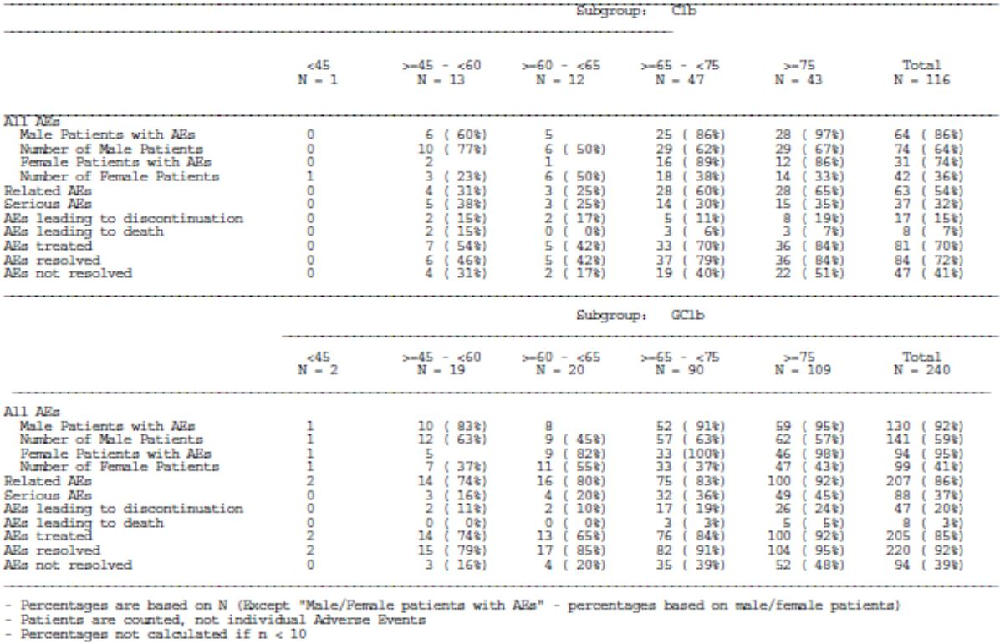 Subgroup: Clb
<45 >=45 - <60 >=60 - <65 >=65 - <75 >=75 Total
N = 1 N = 13 N = 12 N = 47 N = 43 N = 116
All AEs
Male Patients with AEs 0 6 ( 60%) 5 25 ( 86%) 28 ( 97%) 64 ( 86%)
Number of Male Patients 0 10 ( 77%) 6 ( 50%) 29 ( 62%) 29 ( 67%) 74 ( 64%)
Female Patients with AEs 0 2 1 16 ( 89%) 12 ( 86%) 31 ( 74%)
Number of Female Patients 1 3 ( 23%) 6 ( 50%) 18 ( 38%) 14 ( 33%) 42 ( 36%)
Related AEs 0 4 ( 31%) 3 ( 25%) 28 ( 60%) 28 ( 65%) 63 ( 54%)
Serious AEs 0 5 ( 38%) 3 ( 25%) 14 ( 30%) 15 ( 35%) 37 ( 32%)
AEs leading to discontinuation 0 2 ( 15%) 2 ( 17%) 5 ( 11%) 8 ( 19%) 17 ( 15%)
AEs leading to death 0 2 ( 15%) 0 ( 0%) 3 ( 6%) 3 ( 7%) 8 ( 7%)
AEs treated 0 7 ( 54%) 5 ( 42%) 33 ( 70%) 36 ( 84%) 81 ( 70%)
AEs resolved 0 6 ( 46%) 5 ( 42%) 37 ( 79%) 36 ( 84%) 84 ( 72%)
AEs not resolved 0 4 ( 31%) 2 ( 17%) 19 ( 40%) 22 ( 51%) 47 ( 41%)
Subgroup: GClb
<45 >=45 - <60 >=60 - <65 >=65 - <75 >=75 Total
N = 2 N = 19 N = 20 N = 90 N = 109 N = 240
All AEs
Male Patients with AEs 1 10 ( 83%) 8 52 ( 91%) 59 ( 95%) 130 ( 92%)
Number of Male Patients 1 12 ( 63%) 9 ( 45%) 57 ( 63%) 62 ( 57%) 141 ( 59%)
Female Patients with AEs 1 5 9 ( 82%) 33 (100%) 46 ( 98%) 94 ( 95%)
Number of Female Patients 1 7 ( 37%) 11 ( 55%) 33 ( 37%) 47 ( 43%) 99 ( 41%)
Related AEs 2 14 ( 74%) 16 ( 80%) 75 ( 83%) 100 ( 92%) 207 ( 86%)
Serious AEs 0 3 ( 16%) 4 ( 20%) 32 ( 36%) 49 ( 45%) 88 ( 37%)
AEs leading to discontinuation 0 2 ( 11%) 2 ( 10%) 17 ( 19%) 26 ( 24%) 47 ( 20%)
AEs leading to death 0 0 ( 0%) 0 ( 0%) 3 ( 3%) 5 ( 5%) 8 ( 3%)
AEs treated 2 14 ( 74%) 13 ( 65%) 76 ( 84%) 100 ( 92%) 205 ( 85%)
AEs resolved 2 15 ( 79%) 17 ( 85%) 82 ( 91%) 104 ( 95%) 220 ( 92%)
AEs not resolved 0 3 ( 16%) 4 ( 20%) 35 ( 39%) 52 ( 48%) 94 ( 39%)
- Percentages are based on N (Except "Male/Female patients with AEs" - percentages based on male/female patients)
- Patients are counted, not individual Adverse Events
- Percentages not calculated if n < 10